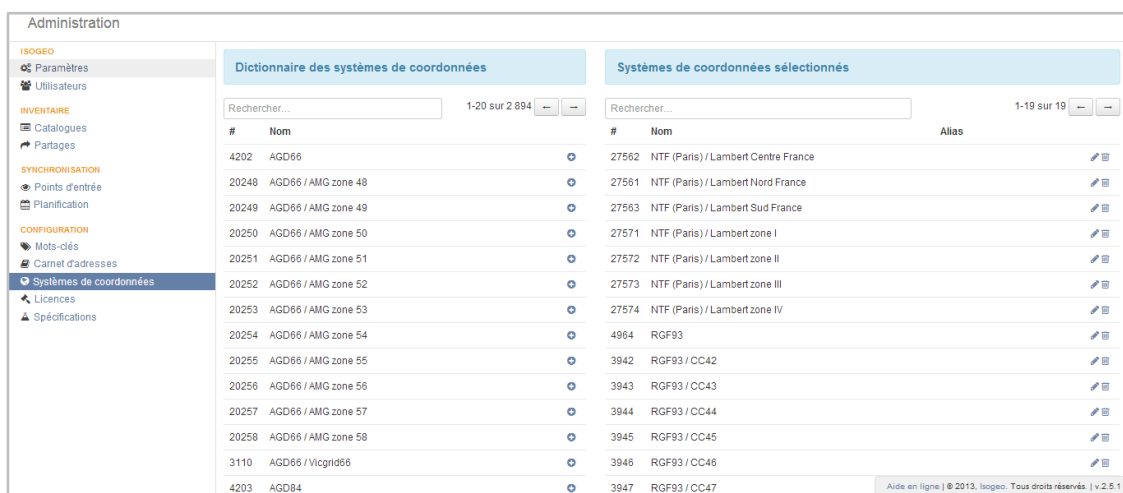 Administration
ISOGEO
Paramètres
Utilisateurs
INVENTAIRE
Catalogues
Partages
SYNCHRONISATION
Points d'entrée
Planification
CONFIGURATION
Mots-clés
Carnet d'adresses
Systèmes de coordonnées
Licences
Spécifications
Dictionnaire des systèmes de coordonnées
Rechercher... 1-20 sur 2 894 ← →
# Nom
4202 AGD66
20248 AGD66 / AMG zone 48
20249 AGD66 / AMG zone 49
20250 AGD66 / AMG zone 50
20251 AGD66 / AMG zone 51
20252 AGD66 / AMG zone 52
20253 AGD66 / AMG zone 53
20254 AGD66 / AMG zone 54
20255 AGD66 / AMG zone 55
20256 AGD66 / AMG zone 56
20257 AGD66 / AMG zone 57
20258 AGD66 / AMG zone 58
3110 AGD66 / Vicgrid66
4203 AGD84
Systèmes de coordonnées sélectionnés
Rechercher... 1-19 sur 19 ← →
# Nom Alias
27562 NTF (Paris) / Lambert Centre France
27561 NTF (Paris) / Lambert Nord France
27563 NTF (Paris) / Lambert Sud France
27571 NTF (Paris) / Lambert zone I
27572 NTF (Paris) / Lambert zone II
27573 NTF (Paris) / Lambert zone III
27574 NTF (Paris) / Lambert zone IV
4964 RGF93
3942 RGF93 / CC42
3943 RGF93 / CC43
3944 RGF93 / CC44
3945 RGF93 / CC45
3946 RGF93 / CC46
3947 RGF93 / CC47
Aide en ligne | © 2013, Isogeo. Tous droits réservés. | v.2.5.1